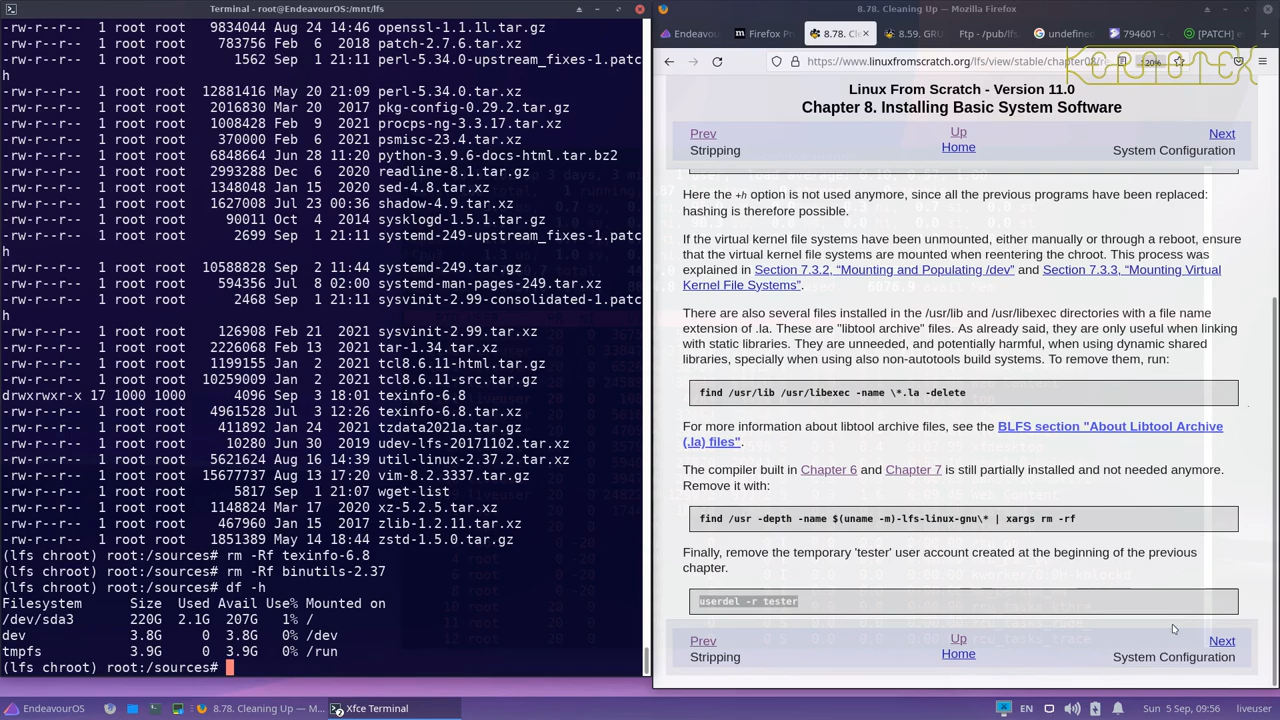 Terminal - root@EndeavourOS:/mnt/lfs
-rw-r--r-- 1 root root 9834044 Aug 24 14:46 openssl-1.1.1l.tar.gz
-rw-r--r-- 1 root root 783756 Feb 6 2018 patch-2.7.6.tar.xz
-rw-r--r-- 1 root root 1562 Sep 1 21:11 perl-5.34.0-upstream_fixes-1.patc
h
-rw-r--r-- 1 root root 12881416 May 20 21:09 perl-5.34.0.tar.xz
-rw-r--r-- 1 root root 2016830 Mar 20 2017 pkg-config-0.29.2.tar.gz
-rw-r--r-- 1 root root 1008428 Feb 9 2021 procps-ng-3.3.17.tar.xz
-rw-r--r-- 1 root root 370000 Feb 6 2021 psmisc-23.4.tar.xz
-rw-r--r-- 1 root root 6848664 Jun 28 11:20 python-3.9.6-docs-html.tar.bz2
-rw-r--r-- 1 root root 2993288 Dec 6 2020 readline-8.1.tar.gz
-rw-r--r-- 1 root root 1348048 Jan 15 2020 sed-4.8.tar.xz
-rw-r--r-- 1 root root 1627008 Jul 23 00:36 shadow-4.9.tar.xz
-rw-r--r-- 1 root root 90011 Oct 4 2014 sysklogd-1.5.1.tar.gz
-rw-r--r-- 1 root root 2699 Sep 1 21:11 systemd-249-upstream_fixes-1.patc
h
-rw-r--r-- 1 root root 10588828 Sep 2 11:44 systemd-249.tar.gz
-rw-r--r-- 1 root root 594356 Jul 8 02:00 systemd-man-pages-249.tar.xz
-rw-r--r-- 1 root root 2468 Sep 1 21:11 sysvinit-2.99-consolidated-1.patc
h
-rw-r--r-- 1 root root 126908 Feb 21 2021 sysvinit-2.99.tar.xz
-rw-r--r-- 1 root root 2226068 Feb 13 2021 tar-1.34.tar.xz
-rw-r--r-- 1 root root 1199155 Jan 2 2021 tcl8.6.11-html.tar.gz
-rw-r--r-- 1 root root 10259009 Jan 2 2021 tcl8.6.11-src.tar.gz
drwxrwxr-x 17 1000 1000 4096 Sep 3 18:01 texinfo-6.8
-rw-r--r-- 1 root root 4961528 Jul 3 12:26 texinfo-6.8.tar.xz
-rw-r--r-- 1 root root 411892 Jan 24 2021 tzdata2021a.tar.gz
-rw-r--r-- 1 root root 10280 Jun 30 2019 udev-lfs-20171102.tar.xz
-rw-r--r-- 1 root root 5621624 Aug 16 14:39 util-linux-2.37.2.tar.xz
-rw-r--r-- 1 root root 15677737 Aug 31 13:15 vim-8.2.3337.tar.gz
-rw-r--r-- 1 root root 5817 Sep 1 21:07 wget-list
-rw-r--r-- 1 root root 1148824 Mar 17 2020 xz-5.2.5.tar.xz
-rw-r--r-- 1 root root 467960 Jan 15 2017 zlib-1.2.11.tar.xz
-rw-r--r-- 1 root root 1851389 May 14 18:44 zstd-1.5.0.tar.gz
(lfs chroot) root:/sources# rm -Rf texinfo-6.8
(lfs chroot) root:/sources# rm -Rf binutils-2.37
(lfs chroot) root:/sources# df -h
Filesystem Size Used Avail Use% Mounted on
/dev/sda3 220G 2.1G 207G 1% /
dev 3.8G 0 3.8G 0% /dev
tmpfs 3.9G 0 3.9G 0% /run
(lfs chroot) root:/sources#
8.78. Cleaning Up — Mozilla Firefox
Endeavou Firefox Pr 8.78. Cle 8.59. GRU Ftp - /pub/lfs. undefined 794601 – [PATCH] e
https://www.linuxfromscratch.org/lfs/view/stable/chapter08/ 120%
Linux From Scratch - Version 11.0
Chapter 8. Installing Basic System Software
Prev Up Next
Stripping Home System Configuration
Here the +h option is not used anymore, since all the previous programs have been replaced:
hashing is therefore possible.
If the virtual kernel file systems have been unmounted, either manually or through a reboot, ensure
that the virtual kernel file systems are mounted when reentering the chroot. This process was
explained in Section 7.3.2, “Mounting and Populating /dev” and Section 7.3.3, “Mounting Virtual
Kernel File Systems”.
There are also several files installed in the /usr/lib and /usr/libexec directories with a file name
extension of .la. These are "libtool archive" files. As already said, they are only useful when linking
with static libraries. They are unneeded, and potentially harmful, when using dynamic shared
libraries, specially when using also non-autotools build systems. To remove them, run:
find /usr/lib /usr/libexec -name \*.la -delete
For more information about libtool archive files, see the BLFS section "About Libtool Archive
(.la) files".
The compiler built in Chapter 6 and Chapter 7 is still partially installed and not needed anymore.
Remove it with:
find /usr -depth -name $(uname -m)-lfs-linux-gnu\* | xargs rm -rf
Finally, remove the temporary 'tester' user account created at the beginning of the previous
chapter.
userdel -r tester
Prev Up Next
Stripping Home System Configuration
EndeavourOS Mozilla Firefox Xfce Terminal EN Sun 5 Sep, 09:56 liveuser